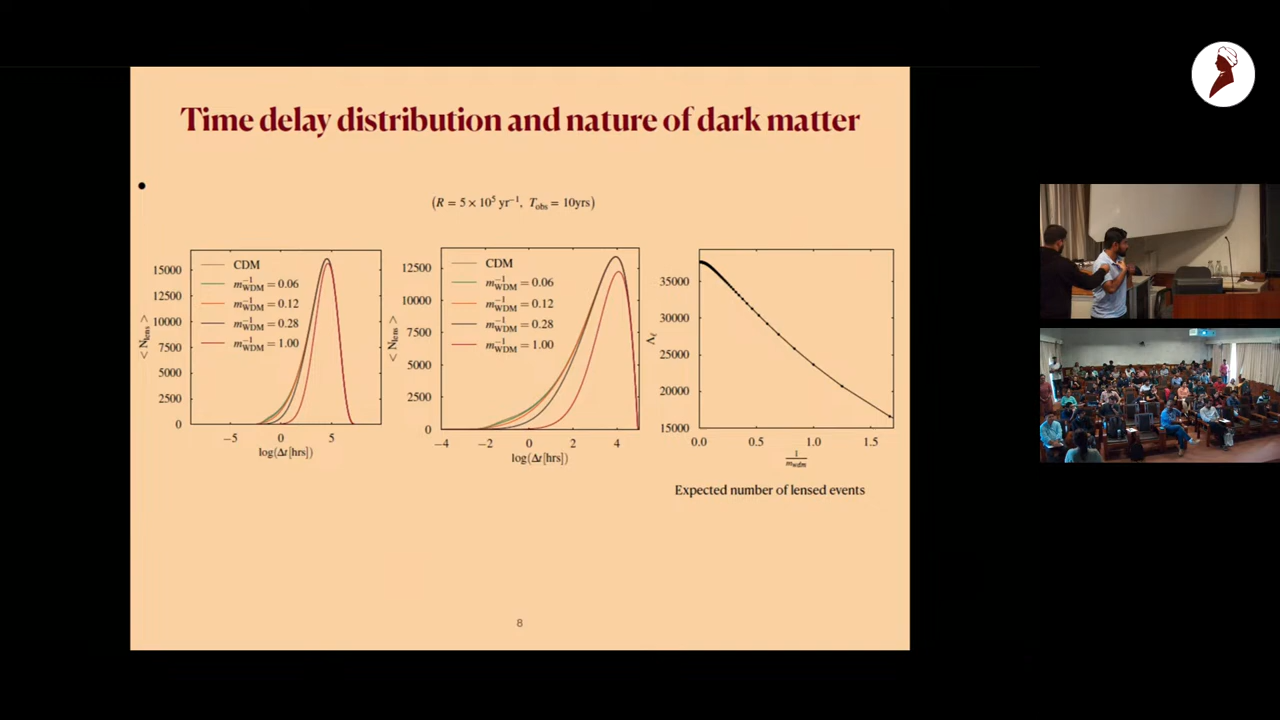 Time delay distribution and nature of dark matter
•
(R = 5 × 10⁵ yr⁻¹, T_obs = 10yrs)
15000
12500
10000
7500
5000
2500
0
< N_lens >
CDM
m⁻¹_WDM = 0.06
m⁻¹_WDM = 0.12
m⁻¹_WDM = 0.28
m⁻¹_WDM = 1.00
−5 0 5
log(Δt[hrs])
12500
10000
7500
5000
2500
0
< N_lens >
CDM
m⁻¹_WDM = 0.06
m⁻¹_WDM = 0.12
m⁻¹_WDM = 0.28
m⁻¹_WDM = 1.00
−4 −2 0 2 4
log(Δt[hrs])
35000
30000
25000
20000
15000
Λ_ℓ
0.0 0.5 1.0 1.5
1/m_wdm
Expected number of lensed events
8